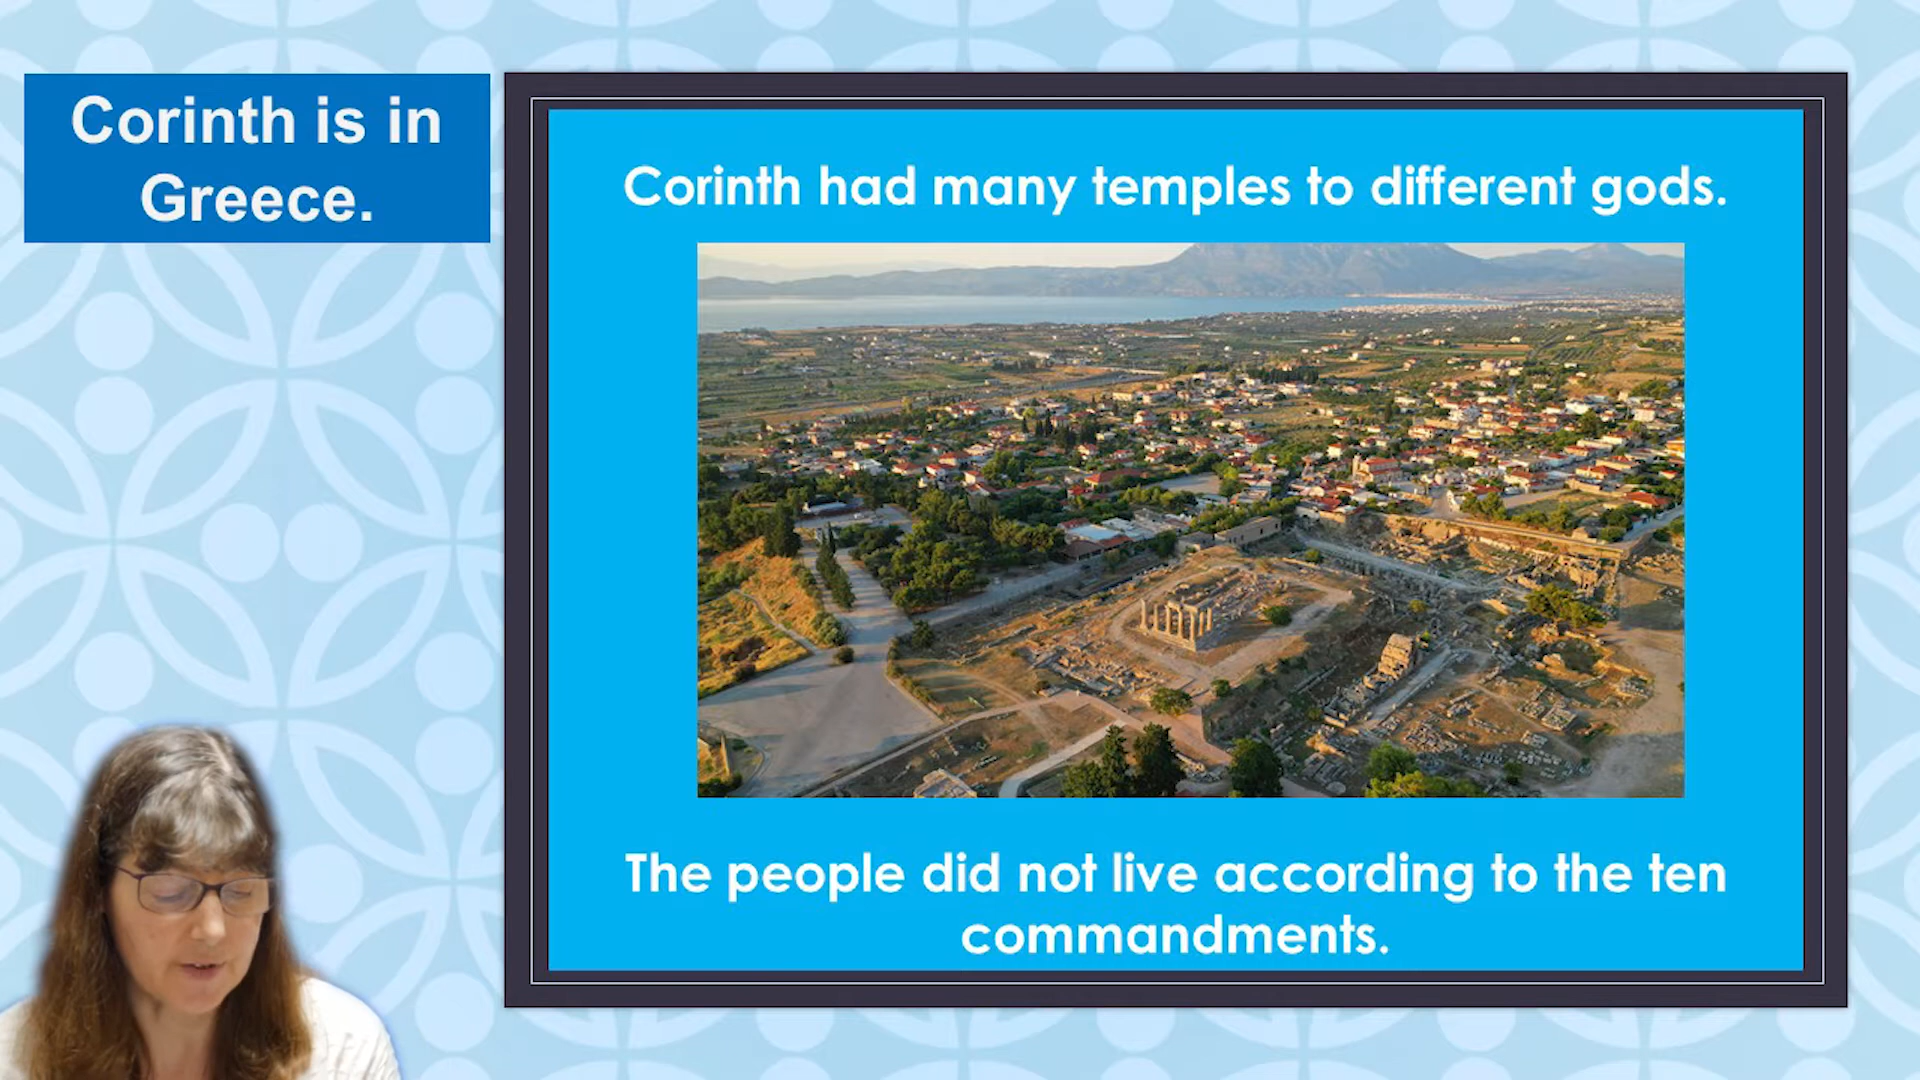 Corinth is in
Greece.
Corinth had many temples to different gods.
The people did not live according to the ten
commandments.